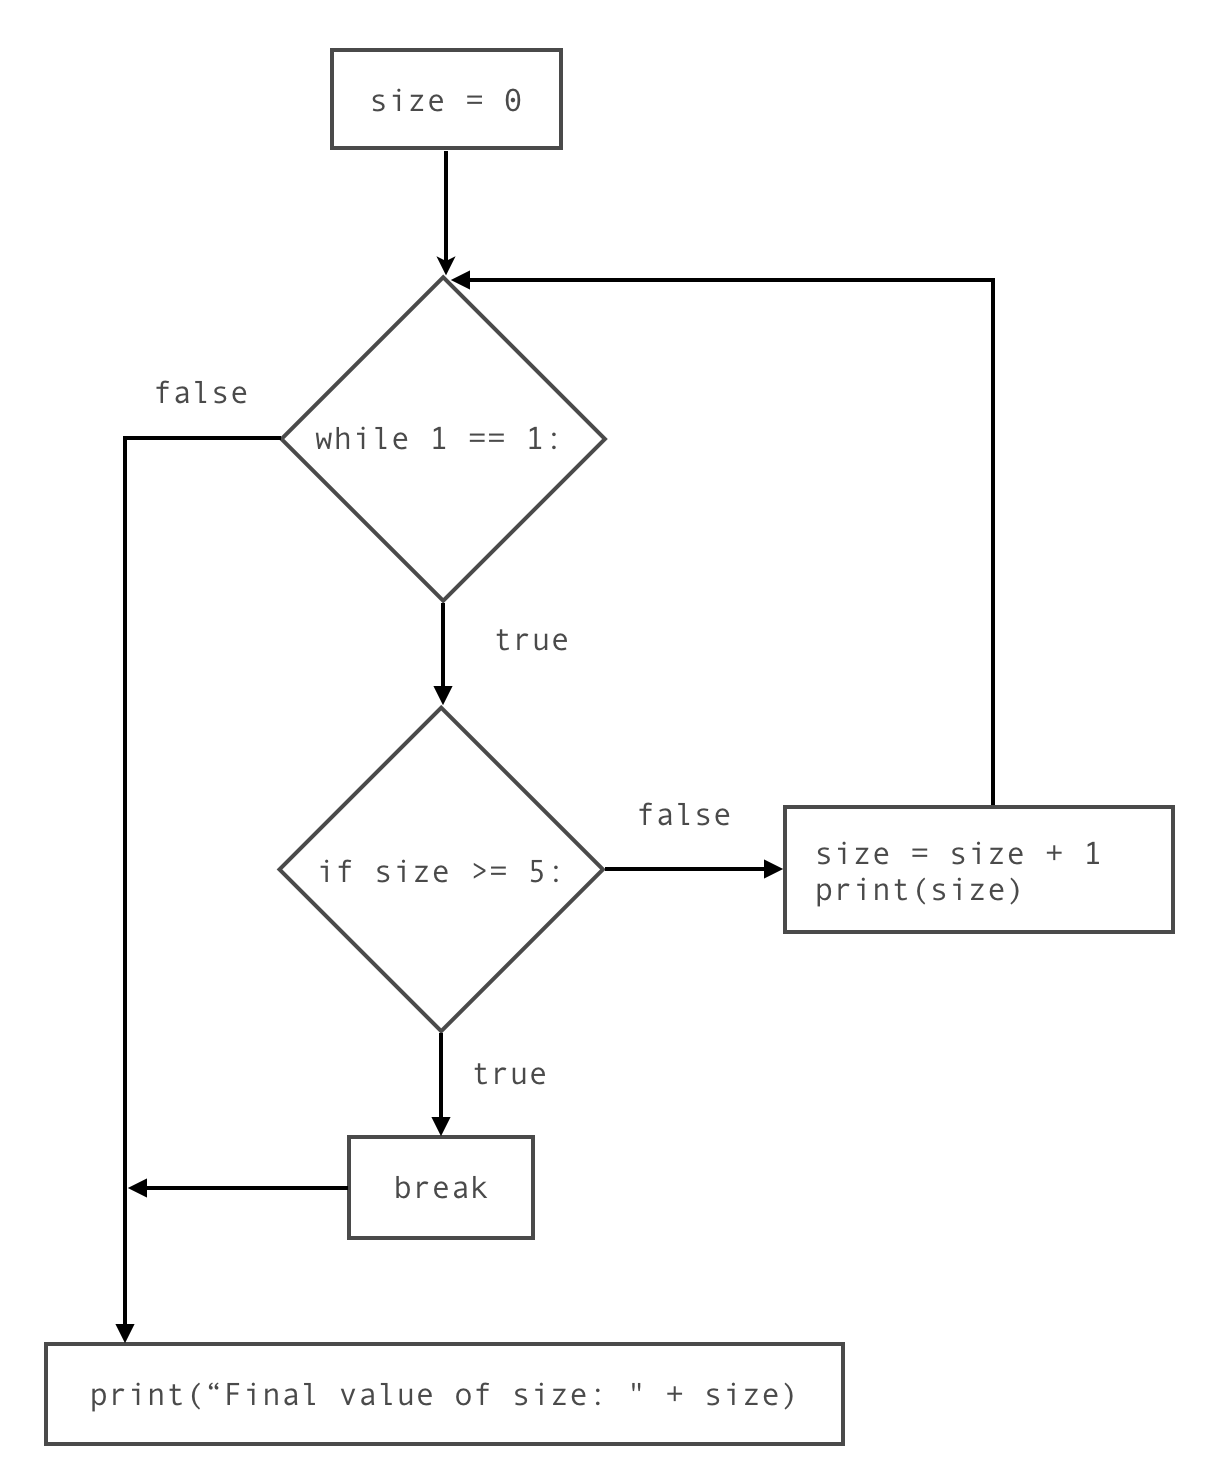 size = 0
false
while 1 == 1:
true
false
if size >= 5:
size = size + 1
print(size)
true
break
print(“Final value of size: " + size)